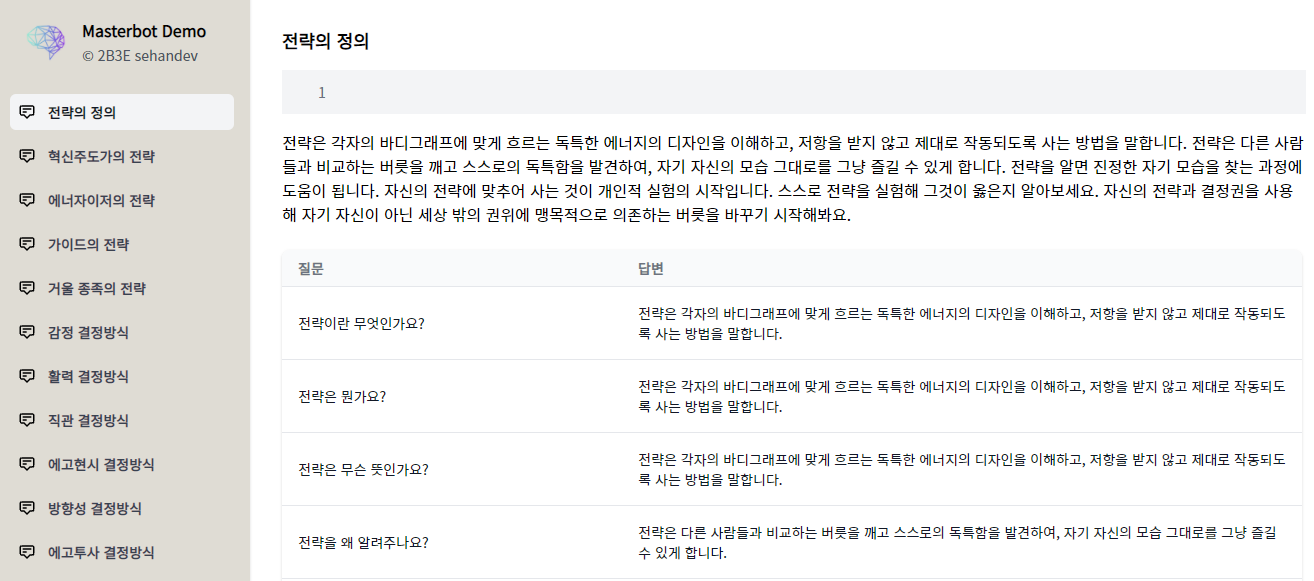 Masterbot Demo
© 2B3E sehandev
전략의 정의
혁신주도가의 전략
에너자이저의 전략
가이드의 전략
거울 종족의 전략
감정 결정방식
활력 결정방식
직관 결정방식
에고현시 결정방식
방향성 결정방식
에고투사 결정방식
전략의 정의
1
전략은 각자의 바디그래프에 맞게 흐르는 독특한 에너지의 디자인을 이해하고, 저항을 받지 않고 제대로 작동되도록 사는 방법을 말합니다. 전략은 다른 사람
들과 비교하는 버릇을 깨고 스스로의 독특함을 발견하여, 자기 자신의 모습 그대로를 그냥 즐길 수 있게 합니다. 전략을 알면 진정한 자기 모습을 찾는 과정에
도움이 됩니다. 자신의 전략에 맞추어 사는 것이 개인적 실험의 시작입니다. 스스로 전략을 실험해 그것이 옳은지 알아보세요. 자신의 전략과 결정권을 사용
해 자기 자신이 아닌 세상 밖의 권위에 맹목적으로 의존하는 버릇을 바꾸기 시작해봐요.
질문
답변
전략이란 무엇인가요?
전략은 각자의 바디그래프에 맞게 흐르는 독특한 에너지의 디자인을 이해하고, 저항을 받지 않고 제대로 작동되도
록 사는 방법을 말합니다.
전략은 뭔가요?
전략은 각자의 바디그래프에 맞게 흐르는 독특한 에너지의 디자인을 이해하고, 저항을 받지 않고 제대로 작동되도
록 사는 방법을 말합니다.
전략은 무슨 뜻인가요?
전략은 각자의 바디그래프에 맞게 흐르는 독특한 에너지의 디자인을 이해하고, 저항을 받지 않고 제대로 작동되도
록 사는 방법을 말합니다.
전략을 왜 알려주나요?
전략은 다른 사람들과 비교하는 버릇을 깨고 스스로의 독특함을 발견하여, 자기 자신의 모습 그대로를 그냥 즐길
수 있게 합니다.